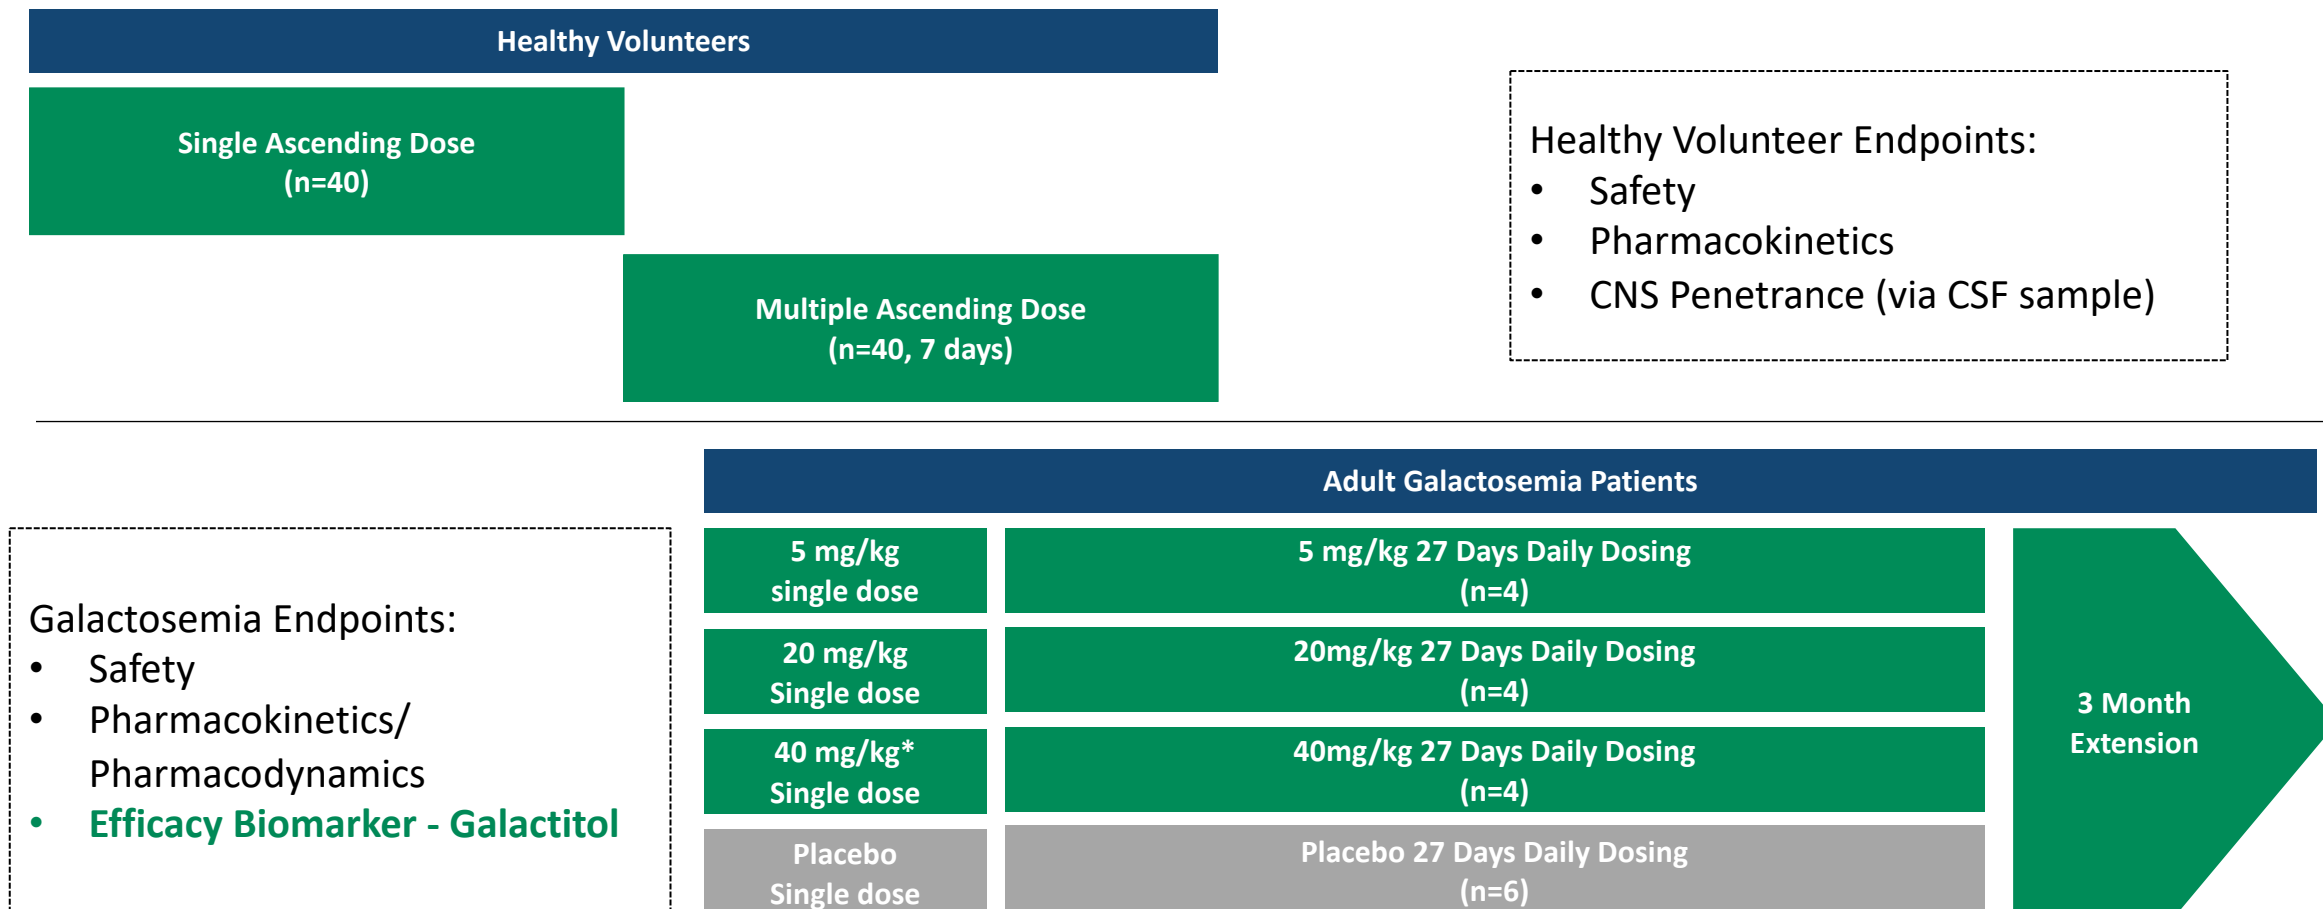 Healthy Volunteers
Single Ascending Dose
(n=40)
Multiple Ascending Dose
(n=40, 7 days)
Healthy Volunteer Endpoints:
• Safety
• Pharmacokinetics
• CNS Penetrance (via CSF sample)
Adult Galactosemia Patients
Galactosemia Endpoints:
• Safety
• Pharmacokinetics/
Pharmacodynamics
• Efficacy Biomarker - Galactitol
5 mg/kg
single dose
5 mg/kg 27 Days Daily Dosing
(n=4)
20 mg/kg
Single dose
20mg/kg 27 Days Daily Dosing
(n=4)
40 mg/kg*
Single dose
40mg/kg 27 Days Daily Dosing
(n=4)
Placebo
Single dose
Placebo 27 Days Daily Dosing
(n=6)
3 Month
Extension